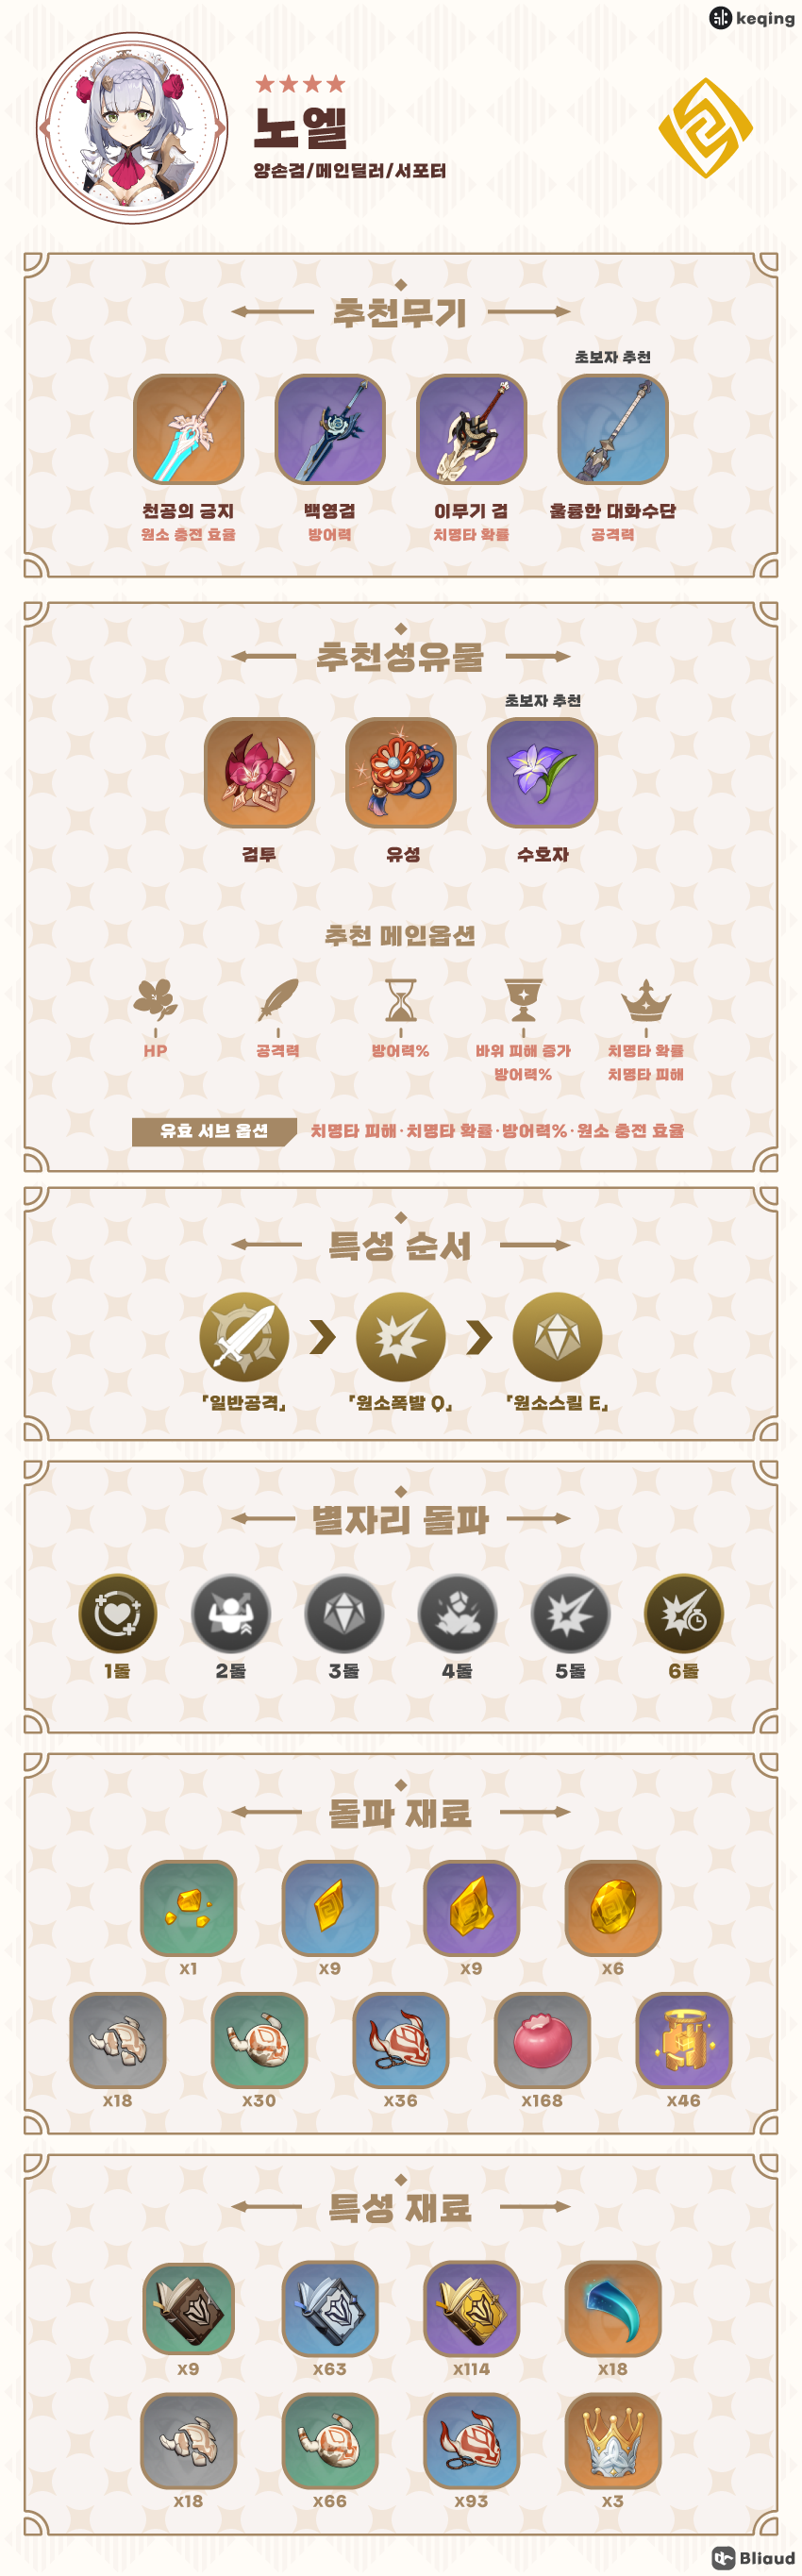 keqing
노엘
양손검/메인딜러/서포터
추천무기
초보자 추천
천공의 긍지
백영검
이무기 검
훌륭한 대화수단
원소 충전 효율
방어력
치명타 확률
공격력
추천성유물
초보자 추천
검투
유성
수호자
추천 메인옵션
HP
공격력
방어력%
바위 피해 증가
방어력%
치명타 확률
치명타 피해
유효 서브 옵션
치명타 피해·치명타 확률·방어력%·원소 충전 효율
특성 순서
「일반공격」
「원소폭발 Q」
「원소스킬 E」
별자리 돌파
1돌
2돌
3돌
4돌
5돌
6돌
돌파 재료
x1
x9
x9
x6
x18
x30
x36
x168
x46
특성 재료
x9
x63
x114
x18
x18
x66
x93
x3
Bliaud